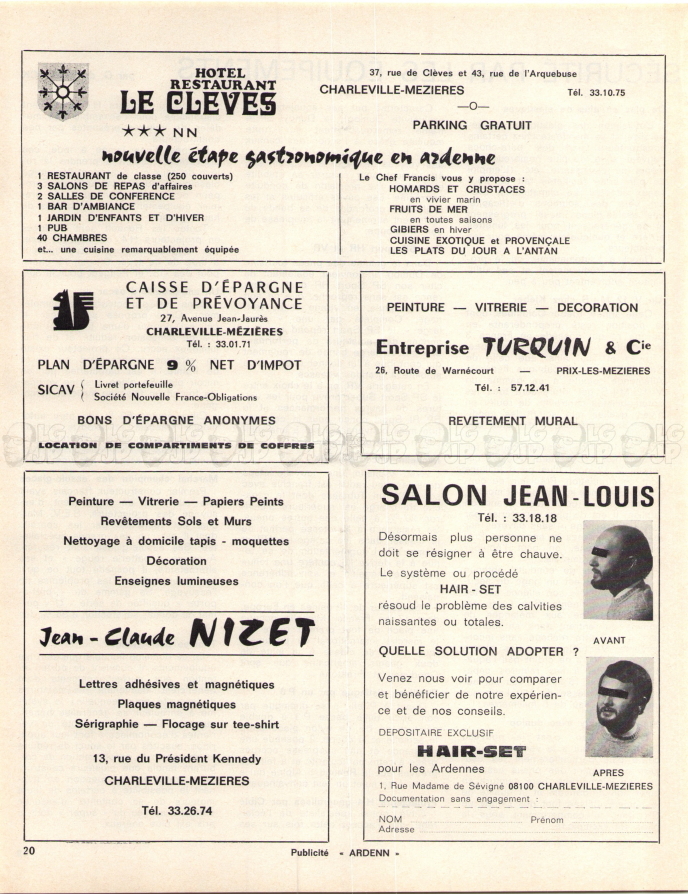 HOTEL
RESTAURANT
LE CLEVES
★★★ NN
37, rue de Clèves et 43, rue de l'Arquebuse
CHARLEVILLE-MEZIERES Tél. 33.10.75
—O—
PARKING GRATUIT
nouvelle étape gastronomique en ardenne
1 RESTAURANT de classe (250 couverts)
3 SALONS DE REPAS d'affaires
2 SALLES DE CONFERENCE
1 BAR D'AMBIANCE
1 JARDIN D'ENFANTS ET D'HIVER
1 PUB
40 CHAMBRES
et... une cuisine remarquablement équipée
Le Chef Francis vous y propose :
HOMARDS ET CRUSTACES
en vivier marin
FRUITS DE MER
en toutes saisons
GIBIERS en hiver
CUISINE EXOTIQUE et PROVENÇALE
LES PLATS DU JOUR A L'ANTAN
CAISSE D'ÉPARGNE
ET DE PRÉVOYANCE
27, Avenue Jean-Jaurès
CHARLEVILLE-MÉZIÈRES
Tél. : 33.01.71
PLAN D'ÉPARGNE 9 % NET D'IMPOT
SICAV { Livret portefeuille
Société Nouvelle France-Obligations
BONS D'ÉPARGNE ANONYMES
LOCATION DE COMPARTIMENTS DE COFFRES
PEINTURE — VITRERIE — DECORATION
Entreprise TURQUIN & Cie
26, Route de Warnécourt — PRIX-LES-MEZIERES
Tél. : 57.12.41
REVETEMENT MURAL
Peinture — Vitrerie — Papiers Peints
Revêtements Sols et Murs
Nettoyage à domicile tapis - moquettes
Décoration
Enseignes lumineuses
Jean-Claude NIZET
Lettres adhésives et magnétiques
Plaques magnétiques
Sérigraphie — Flocage sur tee-shirt
13, rue du Président Kennedy
CHARLEVILLE-MEZIERES
Tél. 33.26.74
SALON JEAN-LOUIS
Tél. : 33.18.18
Désormais plus personne ne
doit se résigner à être chauve.
Le système ou procédé
HAIR-SET
résoud le problème des calvities
naissantes ou totales.
AVANT
QUELLE SOLUTION ADOPTER ?
Venez nous voir pour comparer
et bénéficier de notre expérien-
ce et de nos conseils.
DEPOSITAIRE EXCLUSIF
HAIR-SET
pour les Ardennes
APRES
1, Rue Madame de Sévigné 08100 CHARLEVILLE-MEZIERES
Documentation sans engagement :
NOM Prénom
Adresse
20 Publicité « ARDENN »